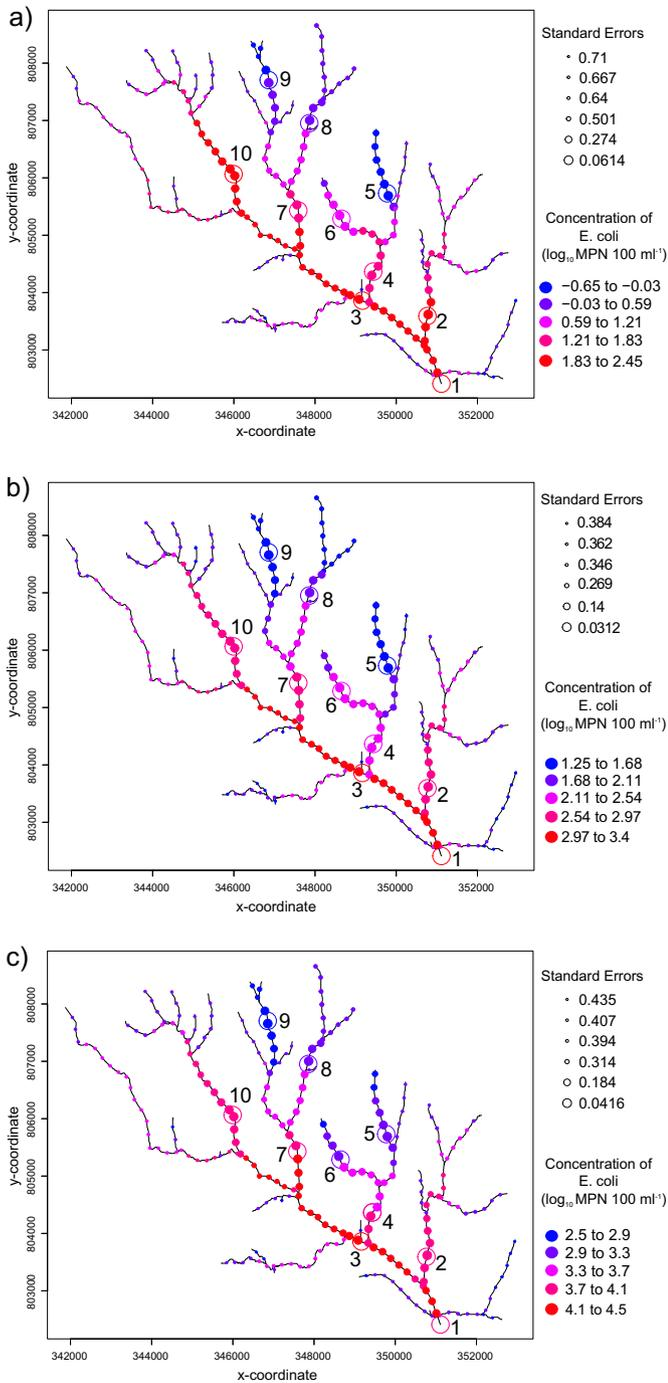 a)
Standard Errors
0.71
0.667
0.64
0.501
0.274
0.0614
Concentration of
E. coli
(log₁₀ MPN 100 ml⁻¹)
−0.65 to −0.03
−0.03 to 0.59
0.59 to 1.21
1.21 to 1.83
1.83 to 2.45
y-coordinate
808000
807000
806000
805000
804000
803000
9
8
10
5
7
6
4
3
2
1
342000 344000 346000 348000 350000 352000
x-coordinate
b)
Standard Errors
0.384
0.362
0.346
0.269
0.14
0.0312
Concentration of
E. coli
(log₁₀ MPN 100 ml⁻¹)
1.25 to 1.68
1.68 to 2.11
2.11 to 2.54
2.54 to 2.97
2.97 to 3.4
y-coordinate
808000
807000
806000
805000
804000
803000
9
8
10
5
7
6
4
3
2
1
342000 344000 346000 348000 350000 352000
x-coordinate
c)
Standard Errors
0.435
0.407
0.394
0.314
0.184
0.0416
Concentration of
E. coli
(log₁₀ MPN 100 ml⁻¹)
2.5 to 2.9
2.9 to 3.3
3.3 to 3.7
3.7 to 4.1
4.1 to 4.5
y-coordinate
808000
807000
806000
805000
804000
803000
9
8
10
5
7
6
4
3
2
1
342000 344000 346000 348000 350000 352000
x-coordinate